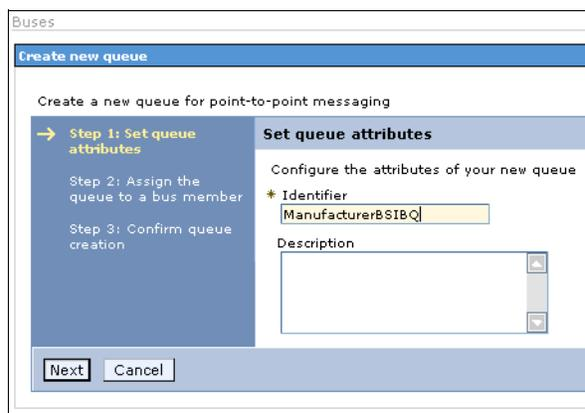 Buses
Create new queue
Create a new queue for point-to-point messaging
→ Step 1: Set queue
attributes
Step 2: Assign the
queue to a bus member
Step 3: Confirm queue
creation
Set queue attributes
Configure the attributes of your new queue
* Identifier
ManufacturerBSIBQ
Description
Next Cancel